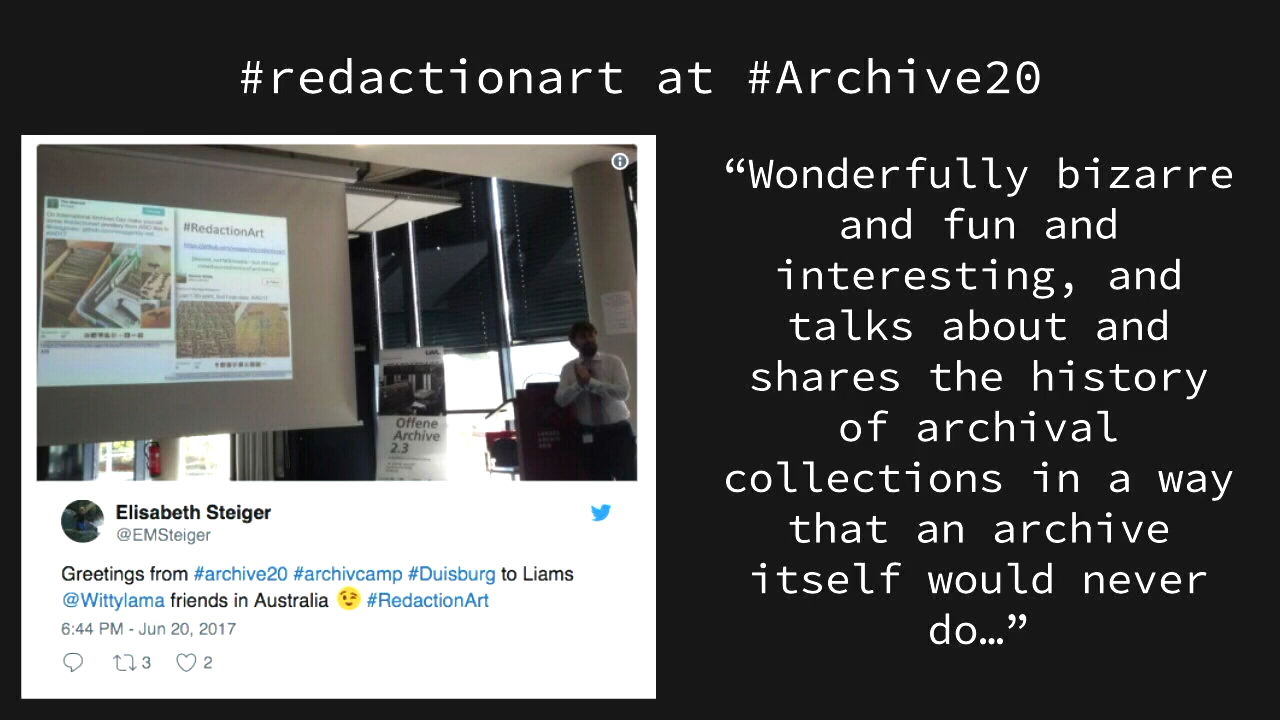 #redactionart at #Archive20
#RedactionArt
Offene
Archive
2.3
Elisabeth Steiger
@EMSteiger
Greetings from #archive20 #archivcamp #Duisburg to Liams
@Wittylama friends in Australia 😉 #RedactionArt
6:44 PM - Jun 20, 2017
3
2
“Wonderfully bizarre
and fun and
interesting, and
talks about and
shares the history
of archival
collections in a way
that an archive
itself would never
do…”